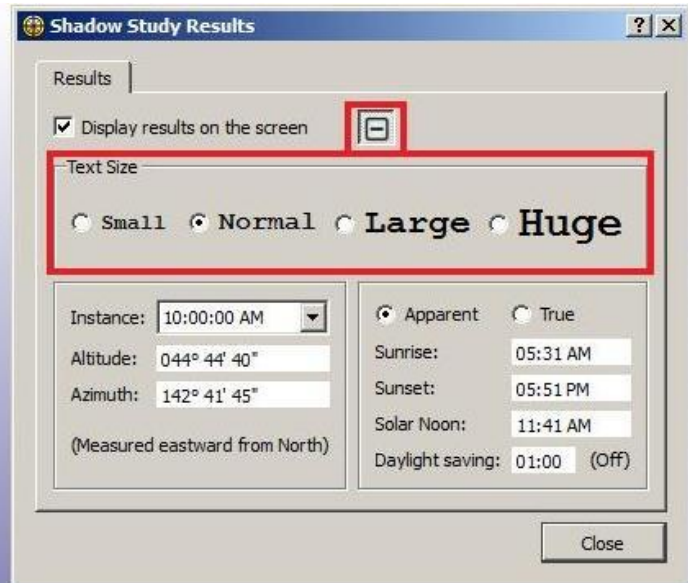 Shadow Study Results
Results
Display results on the screen
Text Size
Small Normal Large Huge
Instance: 10:00:00 AM
Altitude: 044° 44' 40"
Azimuth: 142° 41' 45"
(Measured eastward from North)
Apparent True
Sunrise: 05:31 AM
Sunset: 05:51 PM
Solar Noon: 11:41 AM
Daylight saving: 01:00 (Off)
Close